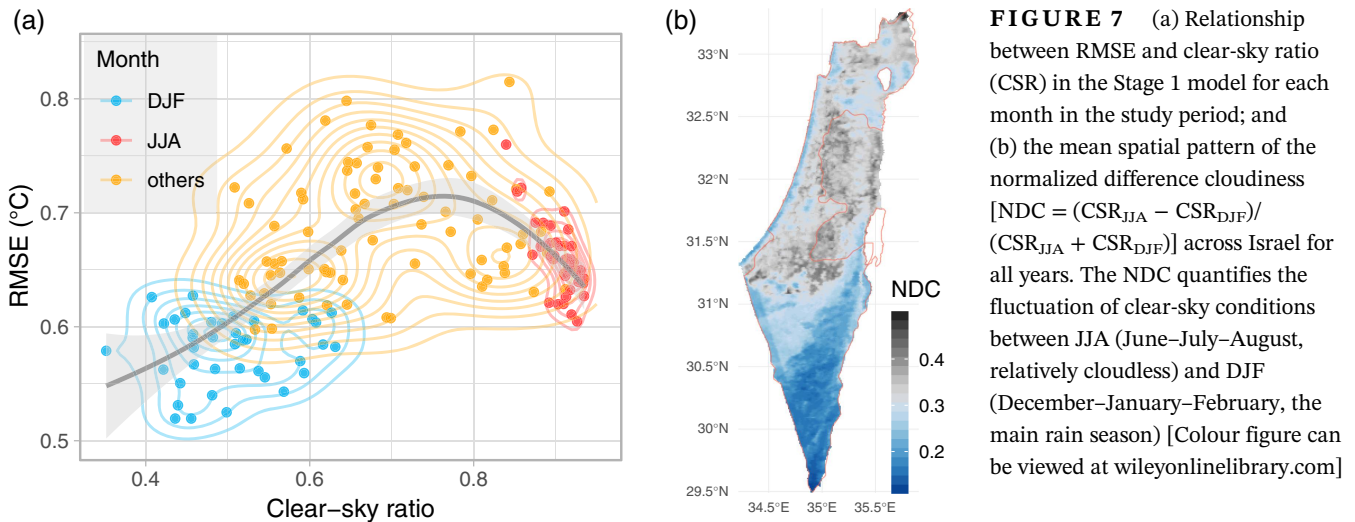 (a)
Month
DJF
JJA
others
0.8
0.7
0.6
0.5
RMSE (°C)
0.4
0.6
0.8
Clear−sky ratio
(b)
33°N
32.5°N
32°N
31.5°N
31°N
30.5°N
30°N
29.5°N
34.5°E
35°E
35.5°E
NDC
0.4
0.3
0.2
FIGURE 7 (a) Relationship
between RMSE and clear-sky ratio
(CSR) in the Stage 1 model for each
month in the study period; and
(b) the mean spatial pattern of the
normalized difference cloudiness
[NDC = (CSR_JJA − CSR_DJF)/
(CSR_JJA + CSR_DJF)] across Israel for
all years. The NDC quantifies the
fluctuation of clear-sky conditions
between JJA (June–July–August,
relatively cloudless) and DJF
(December–January–February, the
main rain season) [Colour figure can
be viewed at wileyonlinelibrary.com]